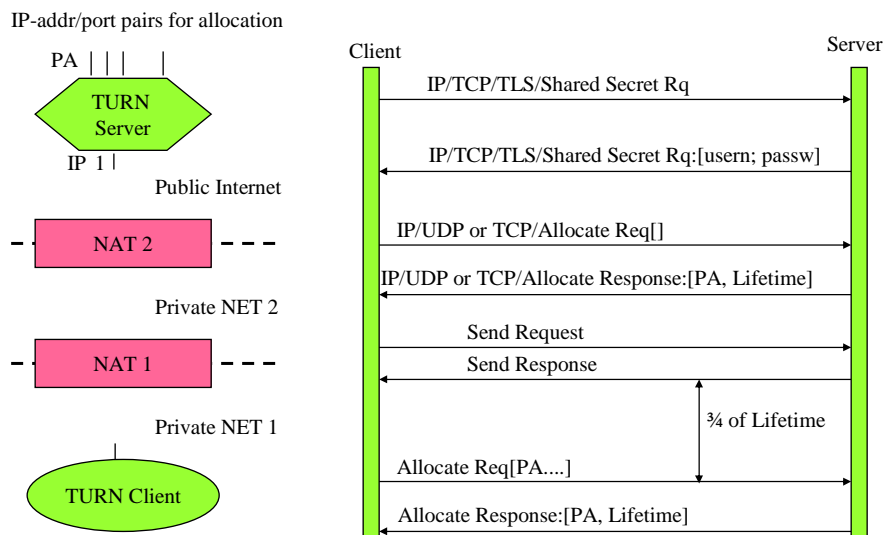 IP-addr/port pairs for allocation
PA
TURN
Server
IP 1
Public Internet
NAT 2
Private NET 2
NAT 1
Private NET 1
TURN Client
Client
Server
IP/TCP/TLS/Shared Secret Rq
IP/TCP/TLS/Shared Secret Rq:[usern; passw]
IP/UDP or TCP/Allocate Req[]
IP/UDP or TCP/Allocate Response:[PA, Lifetime]
Send Request
Send Response
¾ of Lifetime
Allocate Req[PA....]
Allocate Response:[PA, Lifetime]